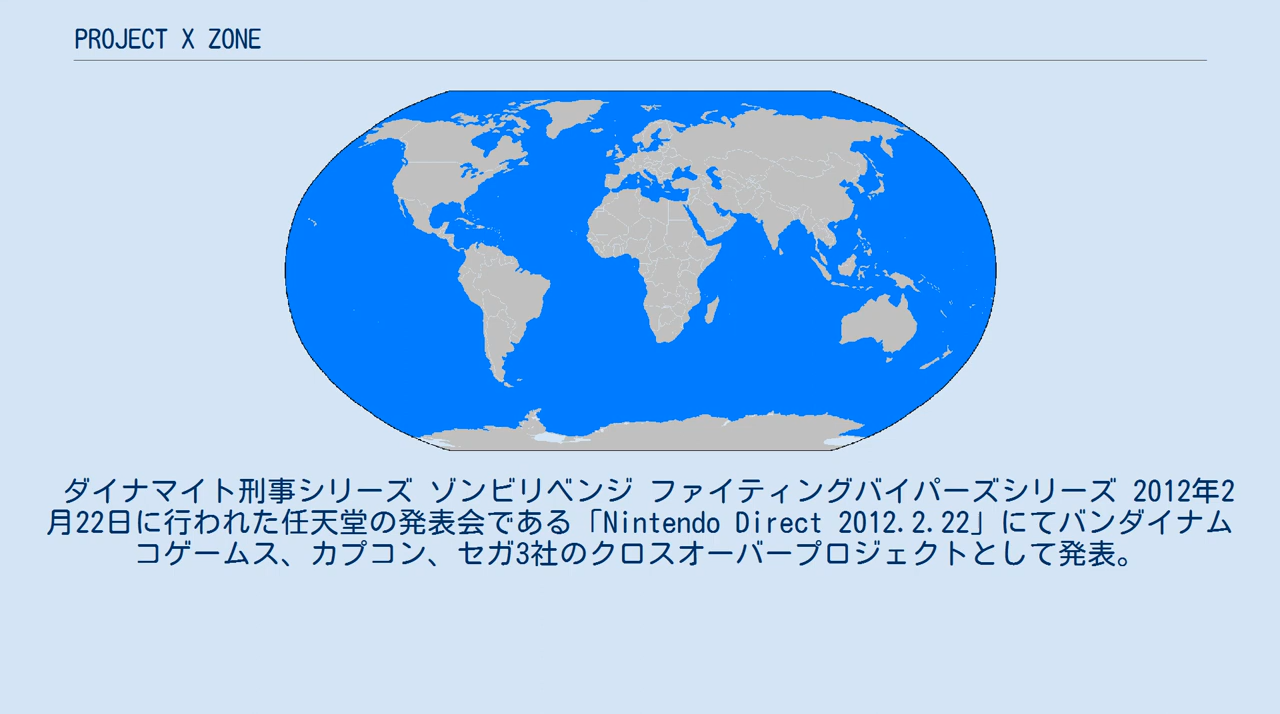 PROJECT X ZONE
ダイナマイト刑事シリーズ ゾンビリベンジ ファイティングバイパーズシリーズ 2012年2
月22日に行われた任天堂の発表会である「Nintendo Direct 2012.2.22」にてバンダイナム
コゲームス、カプコン、セガ3社のクロスオーバープロジェクトとして発表。